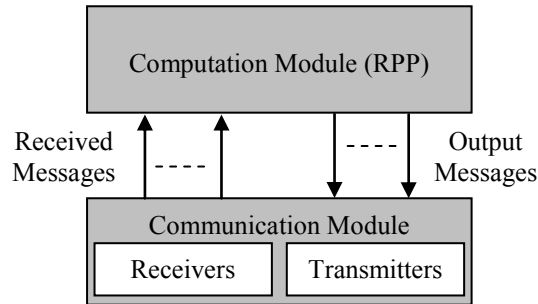 Computation Module (RPP)
Received
Messages
Output
Messages
Communication Module
Receivers
Transmitters